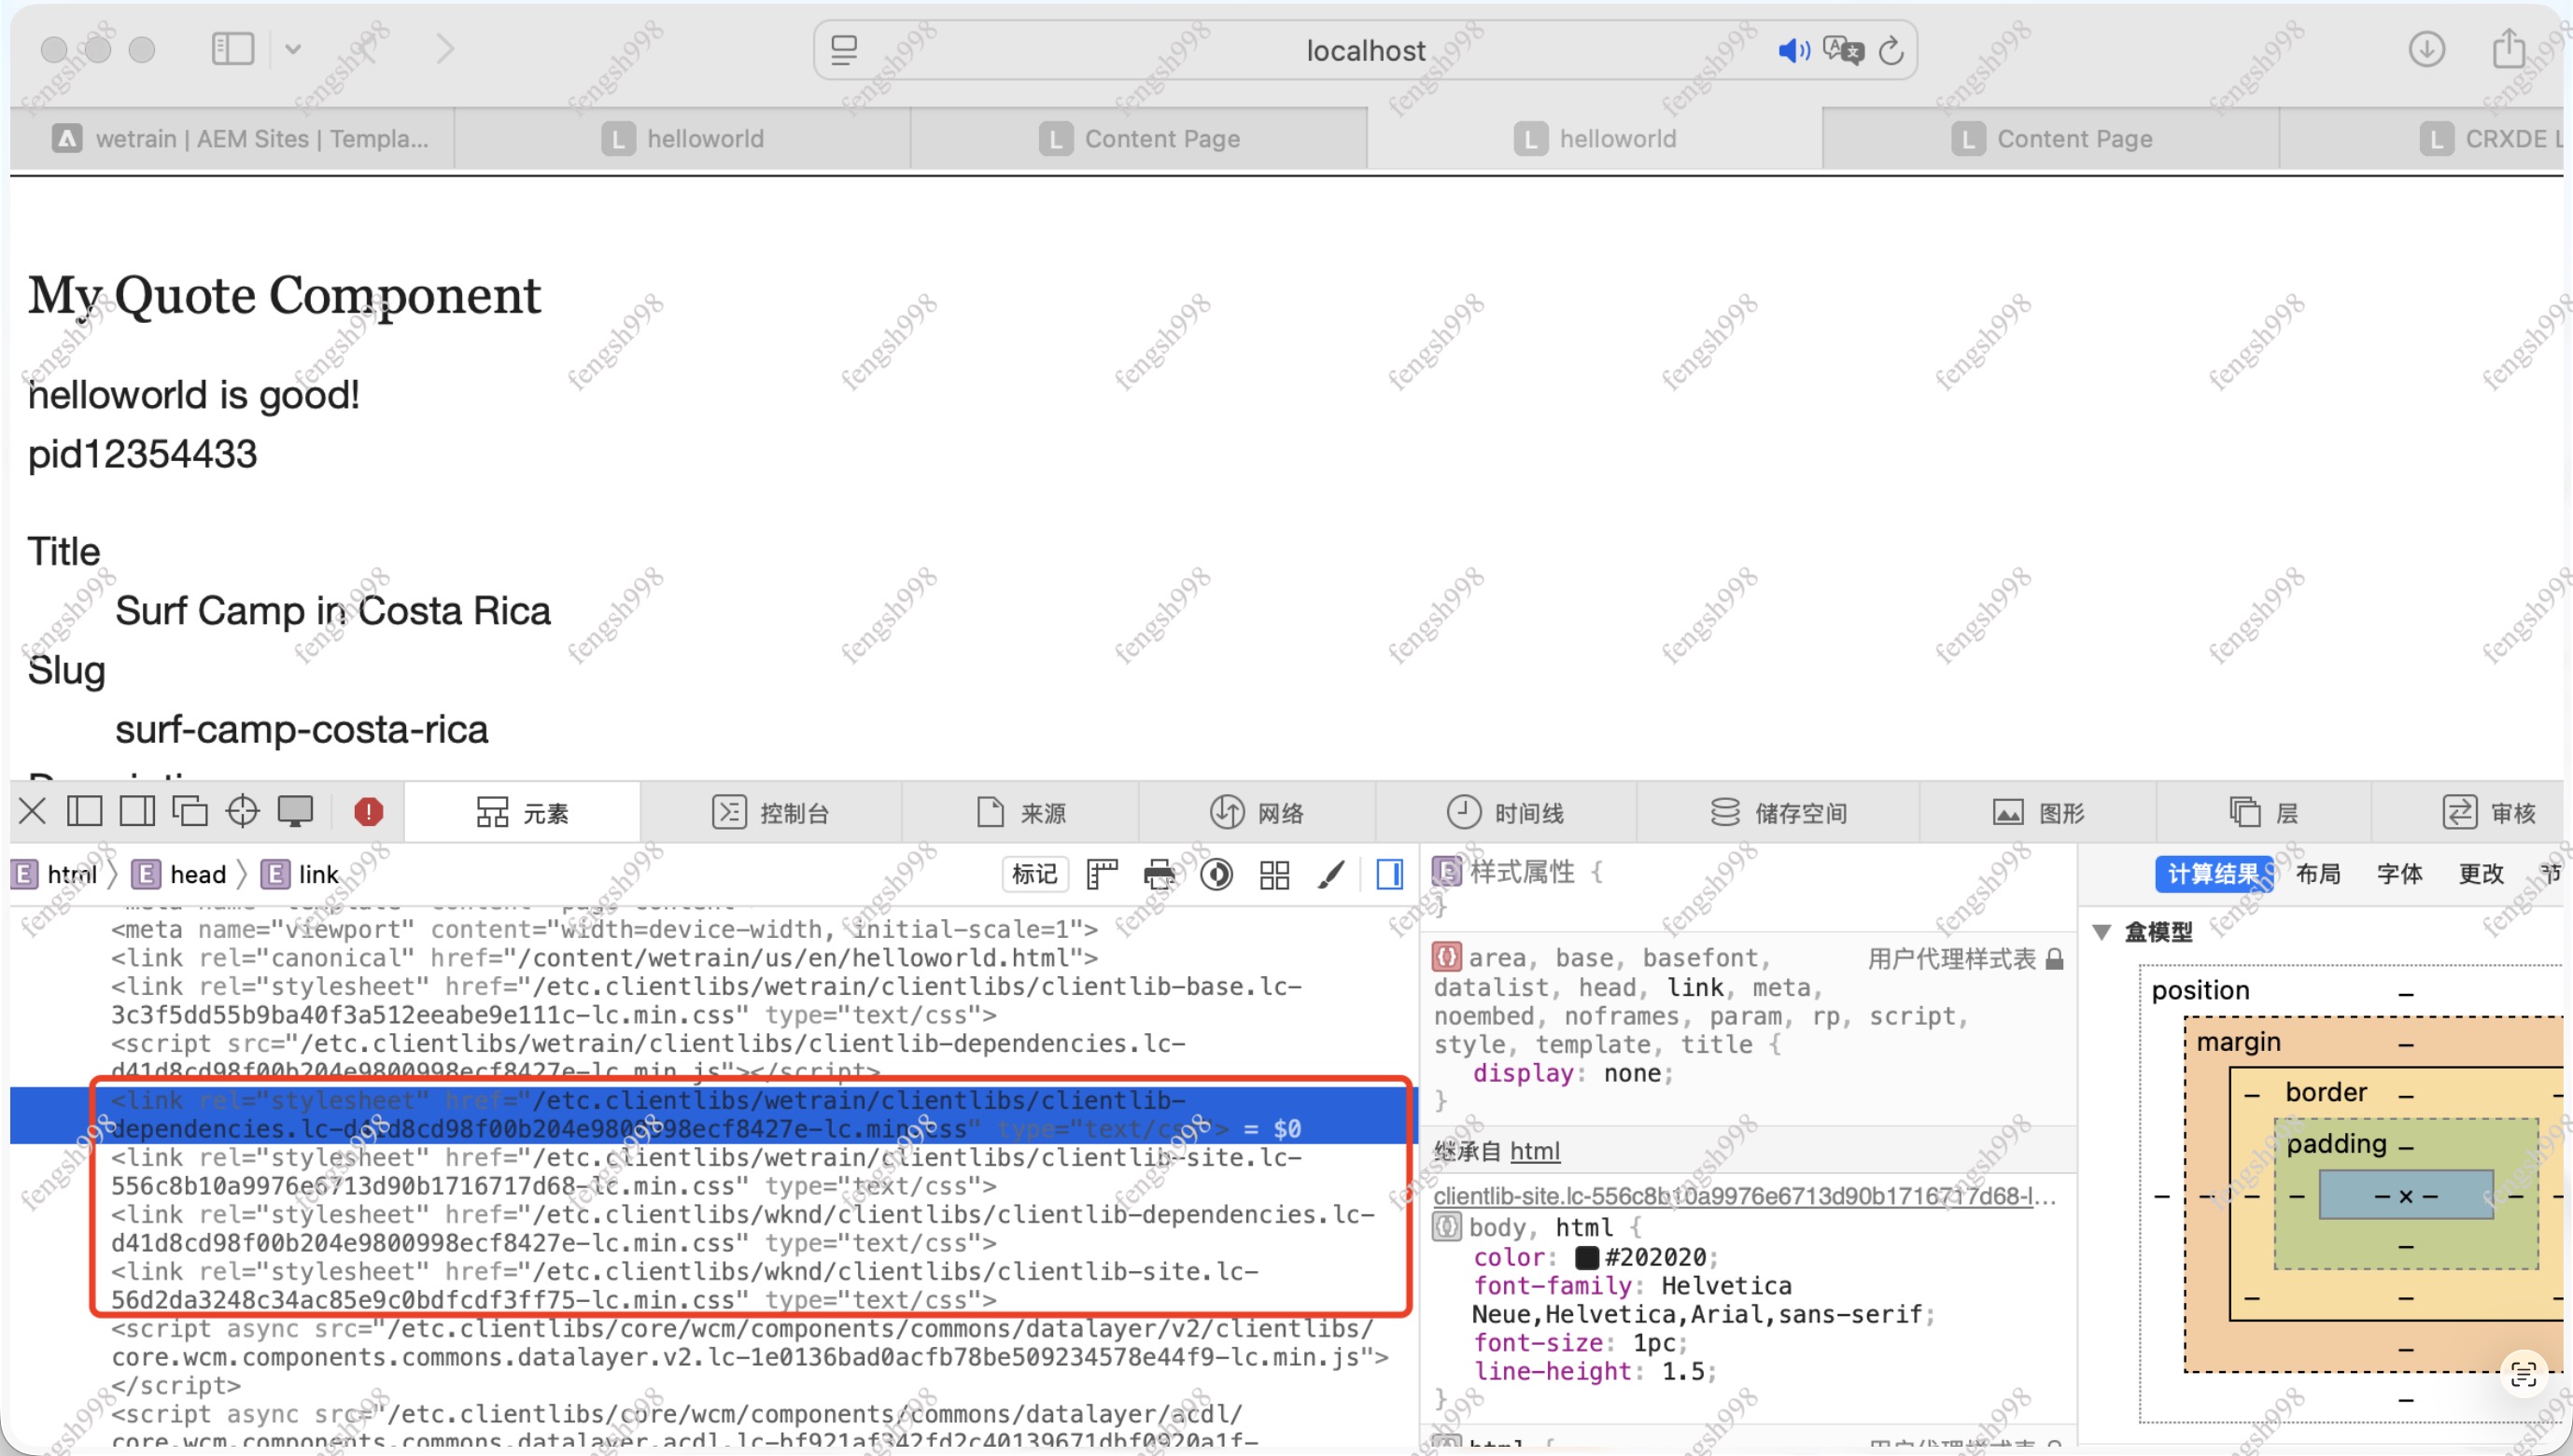 localhost
wetrain | AEM Sites | Templa...
helloworld
Content Page
helloworld
Content Page
CRXDE L
My Quote Component
helloworld is good!
pid12354433
Title
Surf Camp in Costa Rica
Slug
surf-camp-costa-rica
元素
控制台
来源
网络
时间线
储存空间
图形
层
审核
html
head
link
标记
<meta name="viewport" content="width=device-width, initial-scale=1">
<link rel="canonical" href="/content/wetrain/us/en/helloworld.html">
<link rel="stylesheet" href="/etc.clientlibs/wetrain/clientlibs/clientlib-base.lc-
3c3f5dd55b9ba40f3a512eeabe9e111c-lc.min.css" type="text/css">
<script src="/etc.clientlibs/wetrain/clientlibs/clientlib-dependencies.lc-
d41d8cd98f00b204e9800998ecf8427e-lc.min.js"></script>
<link rel="stylesheet" href="/etc.clientlibs/wetrain/clientlibs/clientlib-
dependencies.lc-d41d8cd98f00b204e9800998ecf8427e-lc.min.css" type="text/css"> = $0
<link rel="stylesheet" href="/etc.clientlibs/wetrain/clientlibs/clientlib-site.lc-
556c8b10a9976e6713d90b1716717d68-lc.min.css" type="text/css">
<link rel="stylesheet" href="/etc.clientlibs/wknd/clientlibs/clientlib-dependencies.lc-
d41d8cd98f00b204e9800998ecf8427e-lc.min.css" type="text/css">
<link rel="stylesheet" href="/etc.clientlibs/wknd/clientlibs/clientlib-site.lc-
56d2da3248c34ac85e9c0bdfcdf3ff75-lc.min.css" type="text/css">
<script async src="/etc.clientlibs/core/wcm/components/commons/datalayer/v2/clientlibs/
core.wcm.components.commons.datalayer.v2.lc-1e0136bad0acfb78be509234578e44f9-lc.min.js">
</script>
<script async src="/etc.clientlibs/core/wcm/components/commons/datalayer/acdl/
样式属性 {
}
area, base, basefont,
用户代理样式表
datalist, head, link, meta,
noembed, noframes, param, rp, script,
style, template, title {
display: none;
}
继承自 html
clientlib-site.lc-556c8b10a9976e6713d90b1716717d68-l…
body, html {
color: #202020;
font-family: Helvetica
Neue,Helvetica,Arial,sans-serif;
font-size: 1pc;
line-height: 1.5;
}
计算结果
布局
字体
更改
盒模型
position
margin
border
padding
fengsh998